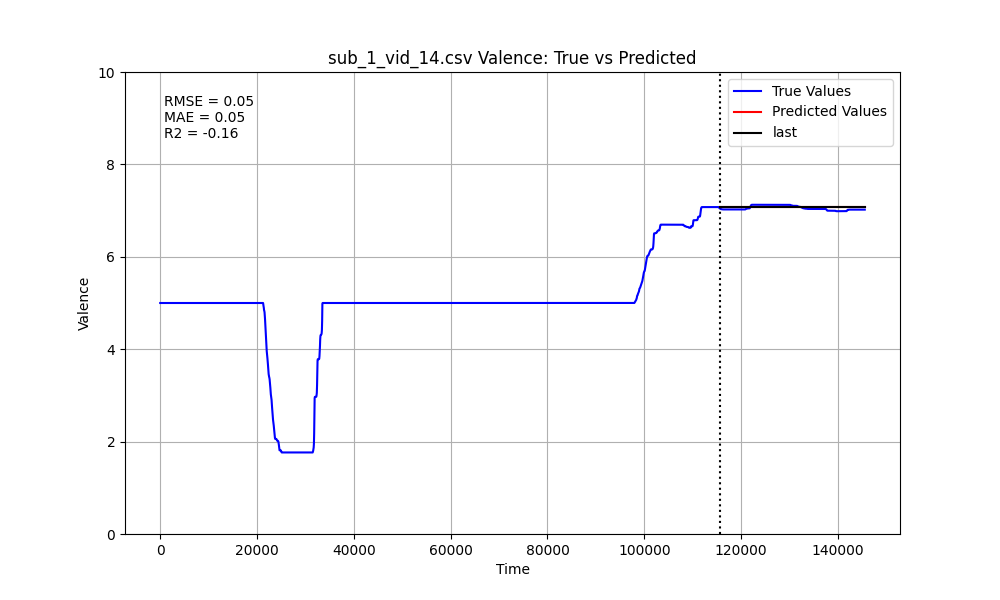 sub_1_vid_14.csv Valence: True vs Predicted
10
8
6
4
2
0
Valence
RMSE = 0.05
MAE = 0.05
R2 = -0.16
True Values
Predicted Values
last
0 20000 40000 60000 80000 100000 120000 140000
Time